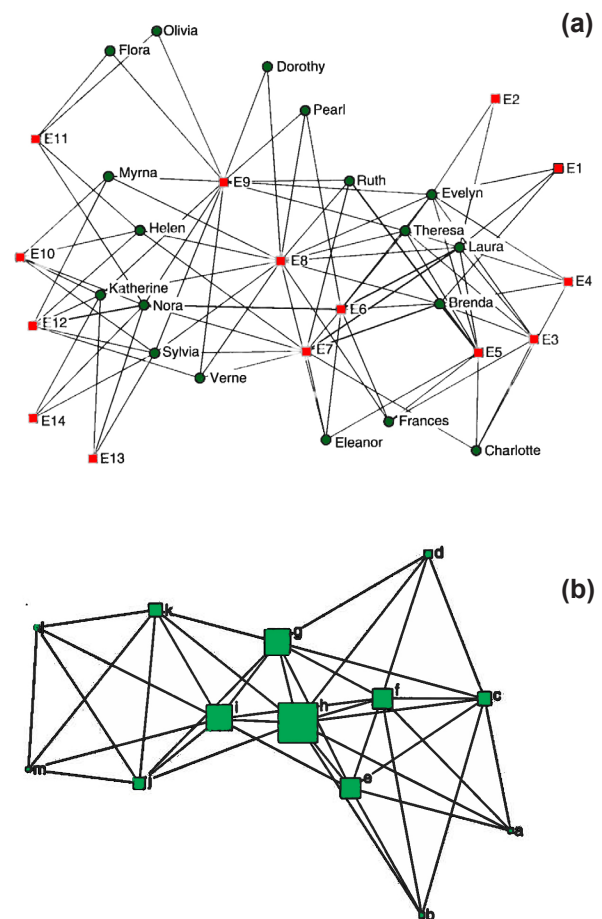 (a)
Olivia
Flora
Dorothy
E2
Pearl
E11
E1
Myrna
E9
Ruth
Evelyn
Helen
Theresa
Laura
E10
E8
E4
Katherine
Nora
E6
Brenda
E12
E3
Sylvia
E7
E5
Verne
E14
Frances
Eleanor
Charlotte
E13
(b)
d
k
g
i
h
f
c
m
j
e
a
b